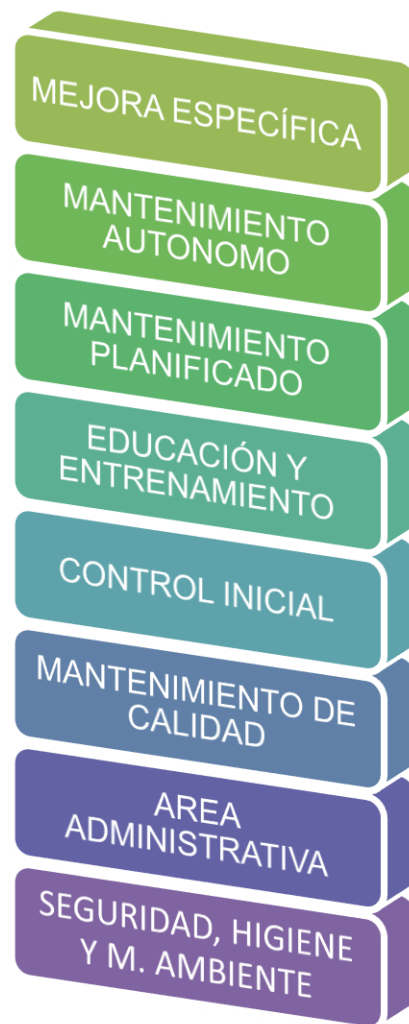 MEJORA ESPECÍFICA
MANTENIMIENTO
AUTONOMO
MANTENIMIENTO
PLANIFICADO
EDUCACIÓN Y
ENTRENAMIENTO
CONTROL INICIAL
MANTENIMIENTO DE
CALIDAD
AREA
ADMINISTRATIVA
SEGURIDAD, HIGIENE
Y M. AMBIENTE